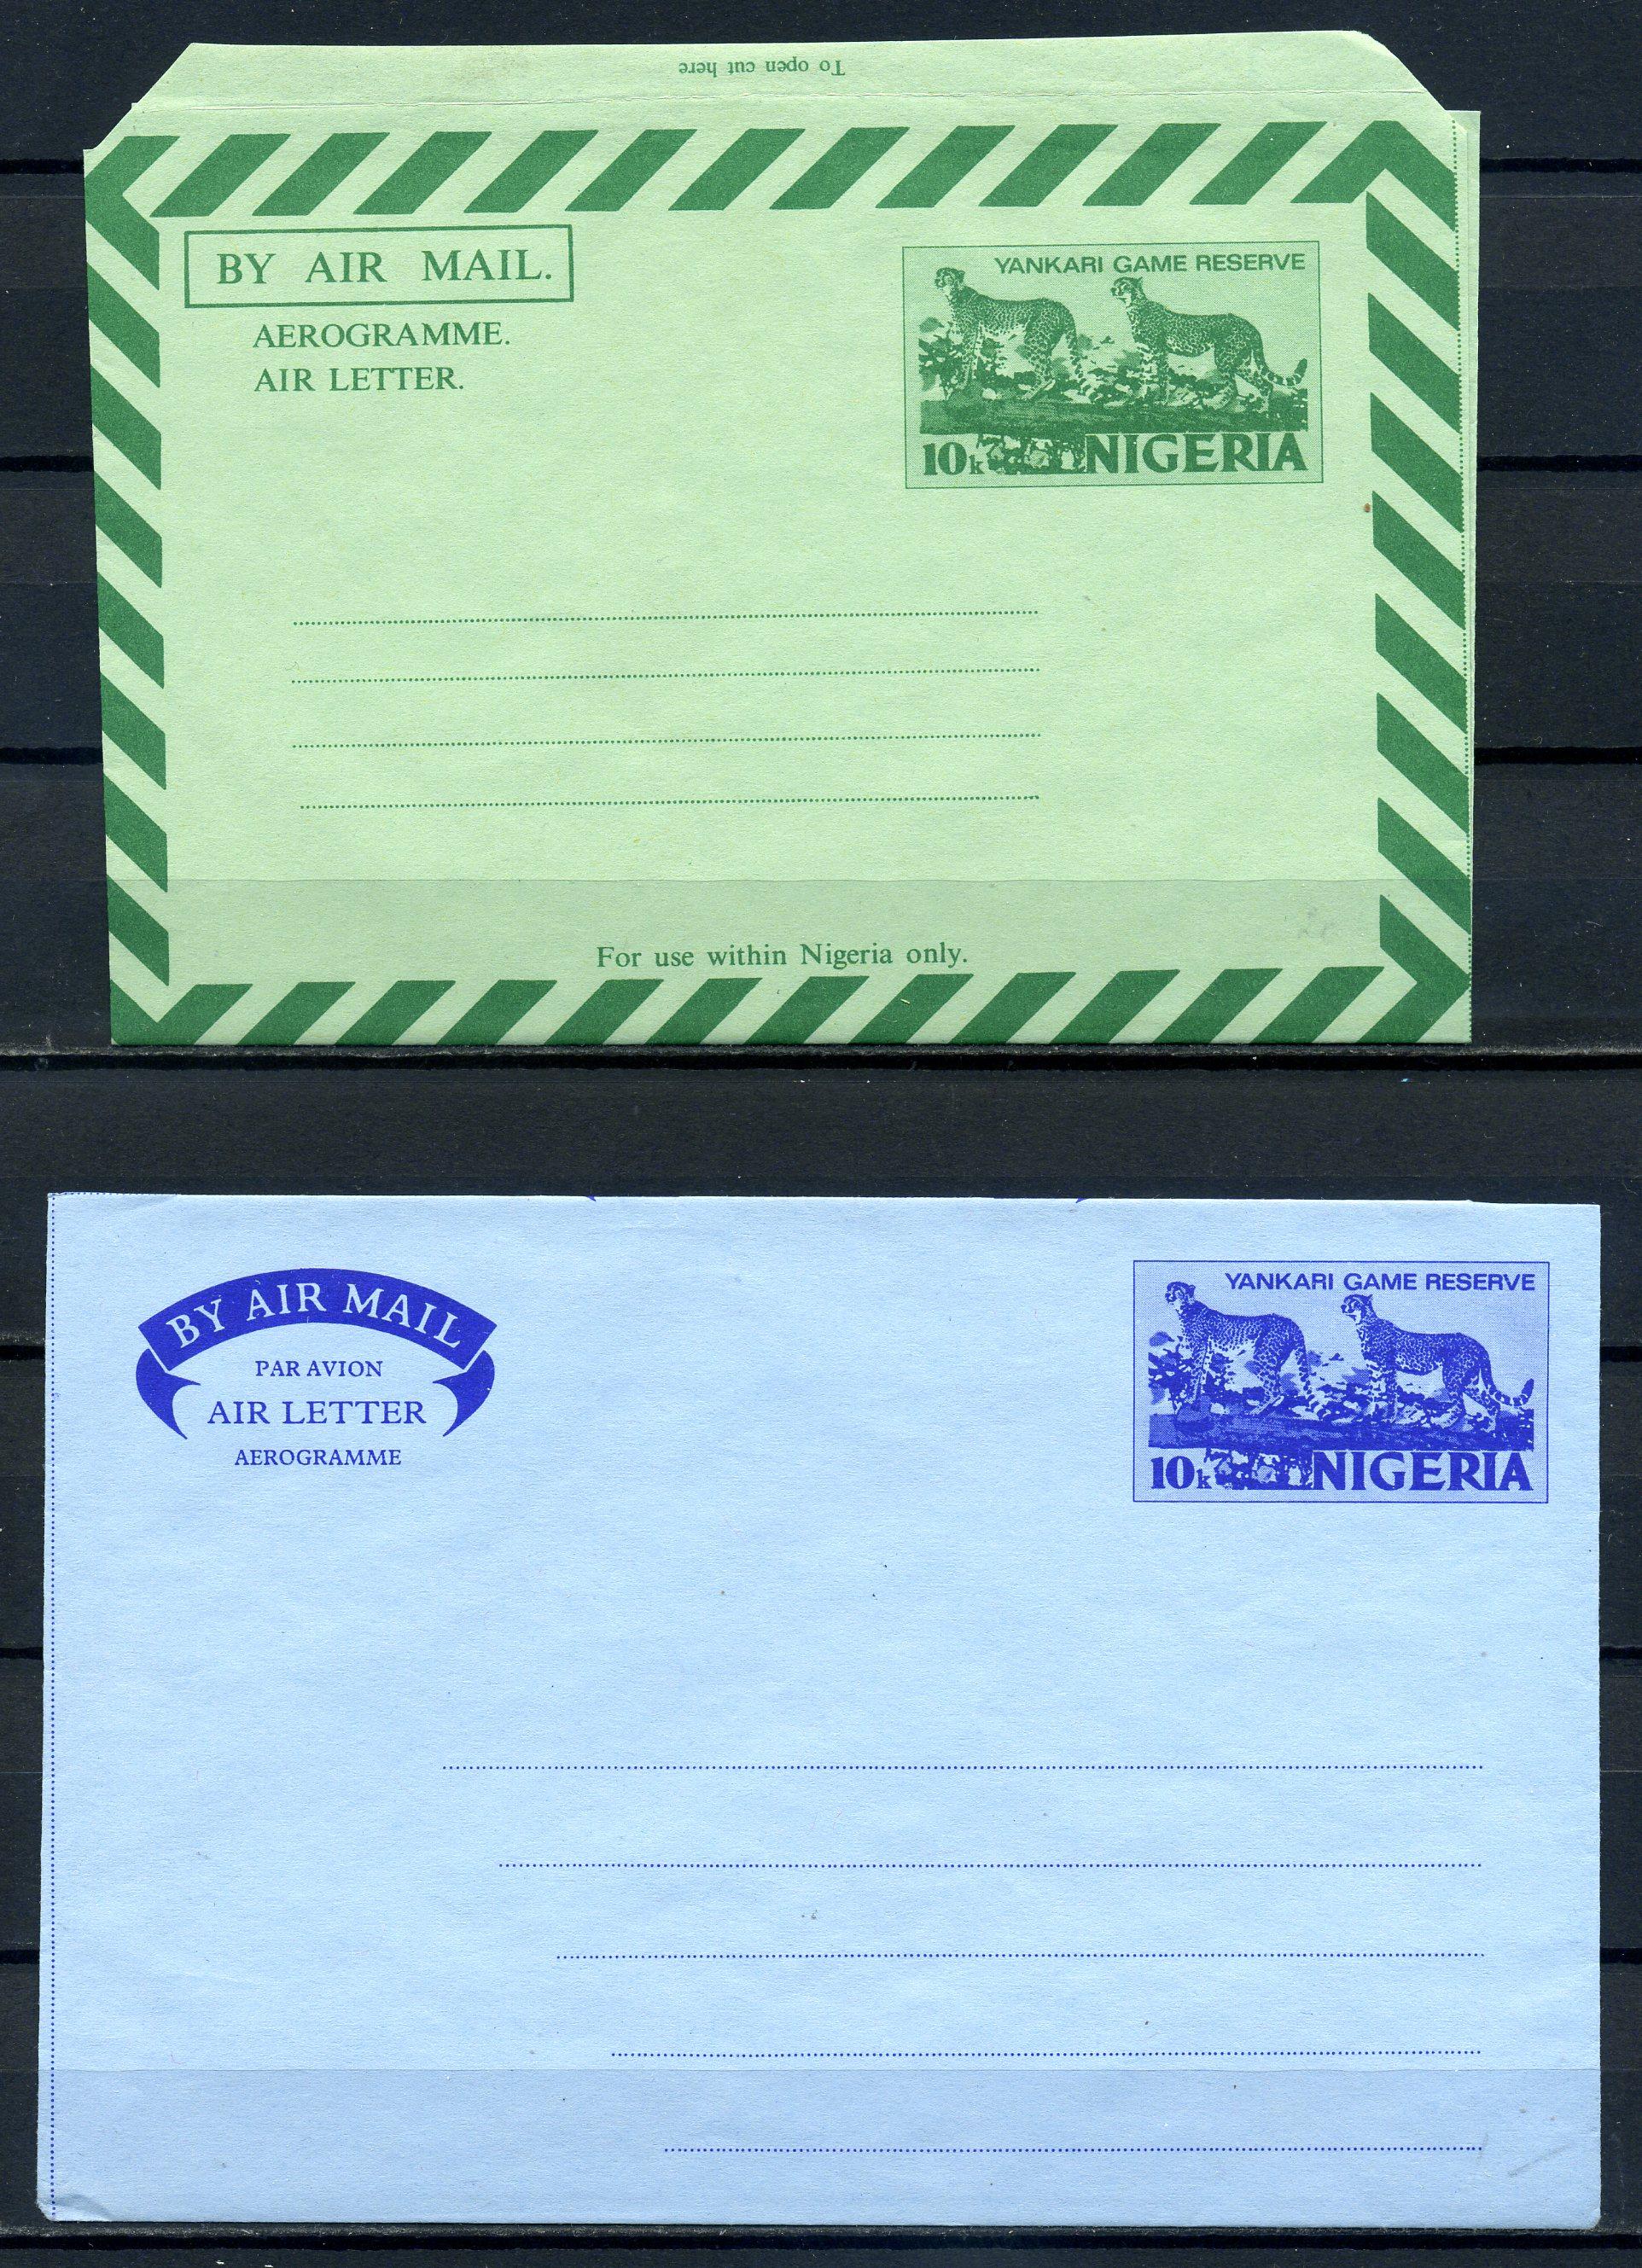 To open cut here
BY AIR MAIL.
AEROGRAMME.
AIR LETTER.
YANKARI GAME RESERVE
10k NIGERIA
For use within Nigeria only.
BY AIR MAIL
PAR AVION
AIR LETTER
AEROGRAMME
YANKARI GAME RESERVE
10k NIGERIA